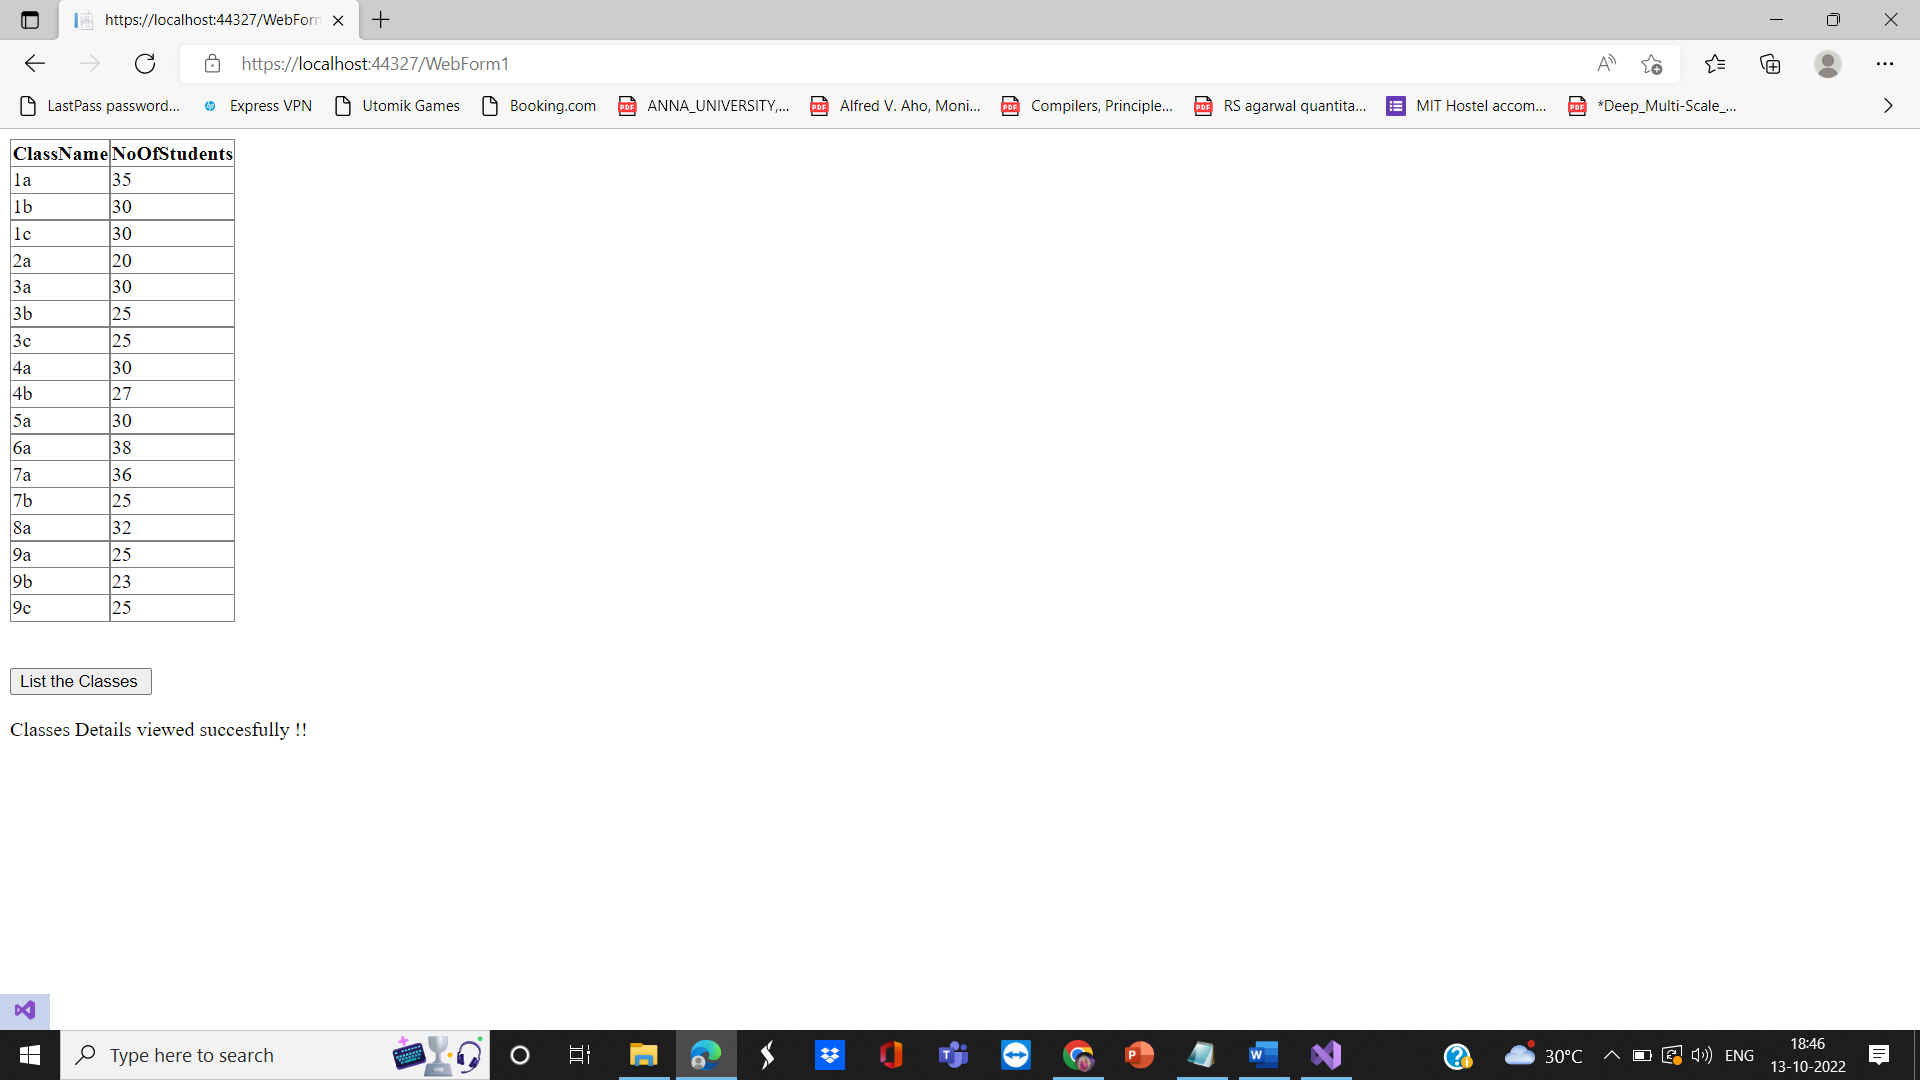 https://localhost:44327/WebForm
https://localhost:44327/WebForm1
LastPass password... Express VPN Utomik Games Booking.com ANNA_UNIVERSITY,... Alfred V. Aho, Moni... Compilers, Principle... RS agarwal quantita... MIT Hostel accom... *Deep_Multi-Scale_...
ClassName NoOfStudents
1a 35
1b 30
1c 30
2a 20
3a 30
3b 25
3c 25
4a 30
4b 27
5a 30
6a 38
7a 36
7b 25
8a 32
9a 25
9b 23
9c 25
List the Classes
Classes Details viewed succesfully !!
Type here to search
30°C
ENG
18:46
13-10-2022